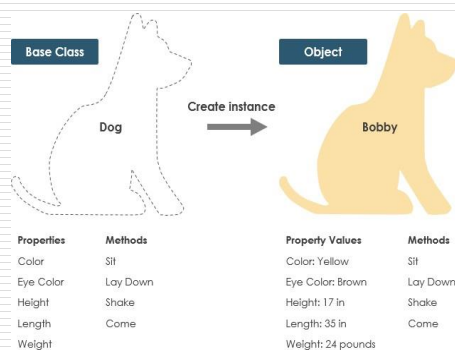 Base Class
Object
Create instance
Dog
Bobby
Properties Methods
Color Sit
Eye Color Lay Down
Height Shake
Length Come
Weight
Property Values Methods
Color: Yellow Sit
Eye Color: Brown Lay Down
Height: 17 in Shake
Length: 35 in Come
Weight: 24 pounds